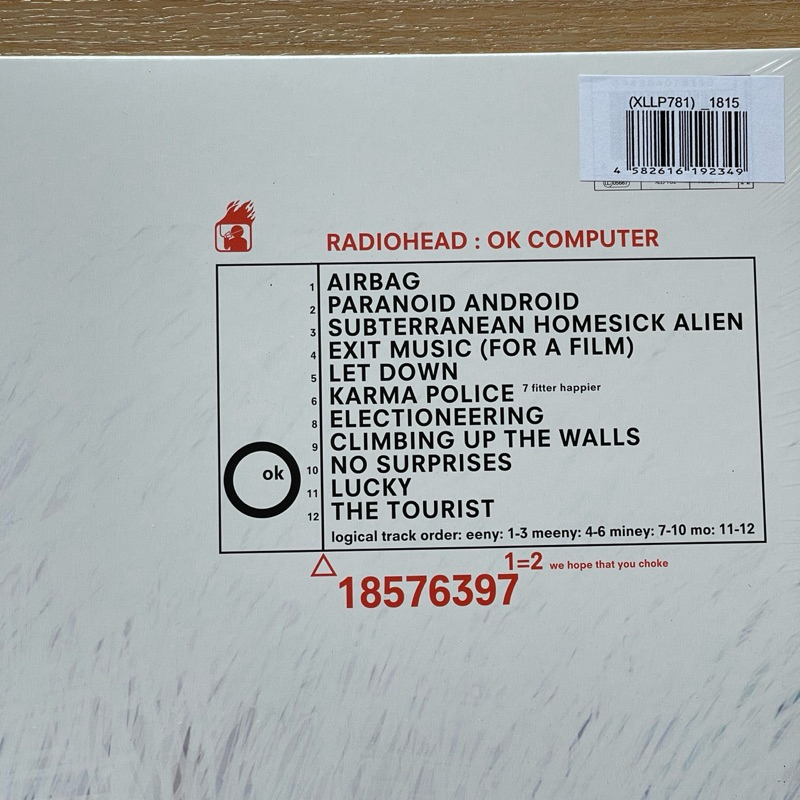 (XLLP781) _1815
4 582616 192349
RADIOHEAD : OK COMPUTER
1 AIRBAG
2 PARANOID ANDROID
3 SUBTERRANEAN HOMESICK ALIEN
4 EXIT MUSIC (FOR A FILM)
5 LET DOWN
6 KARMA POLICE 7 fitter happier
8 ELECTIONEERING
9 CLIMBING UP THE WALLS
10 NO SURPRISES
11 LUCKY
12 THE TOURIST
ok
logical track order: eeny: 1-3 meeny: 4-6 miney: 7-10 mo: 11-12
1=2 we hope that you choke
18576397